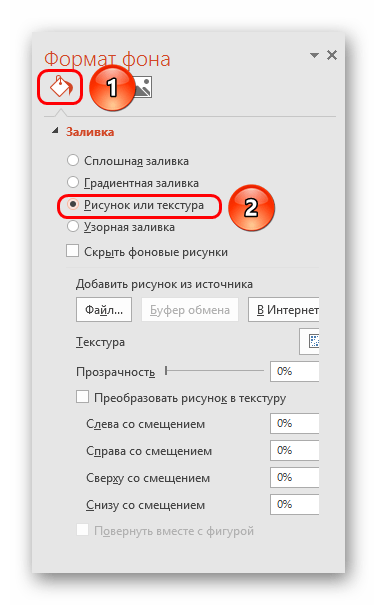 Формат фона
1
Заливка
Сплошная заливка
Градиентная заливка
Рисунок или текстура
2
Узорная заливка
Скрыть фоновые рисунки
Добавить рисунок из источника
Файл... Буфер обмена В Интернет
Текстура
Прозрачность 0%
Преобразовать рисунок в текстуру
Слева со смещением 0%
Справа со смещением 0%
Сверху со смещением 0%
Снизу со смещением 0%
Повернуть вместе с фигурой